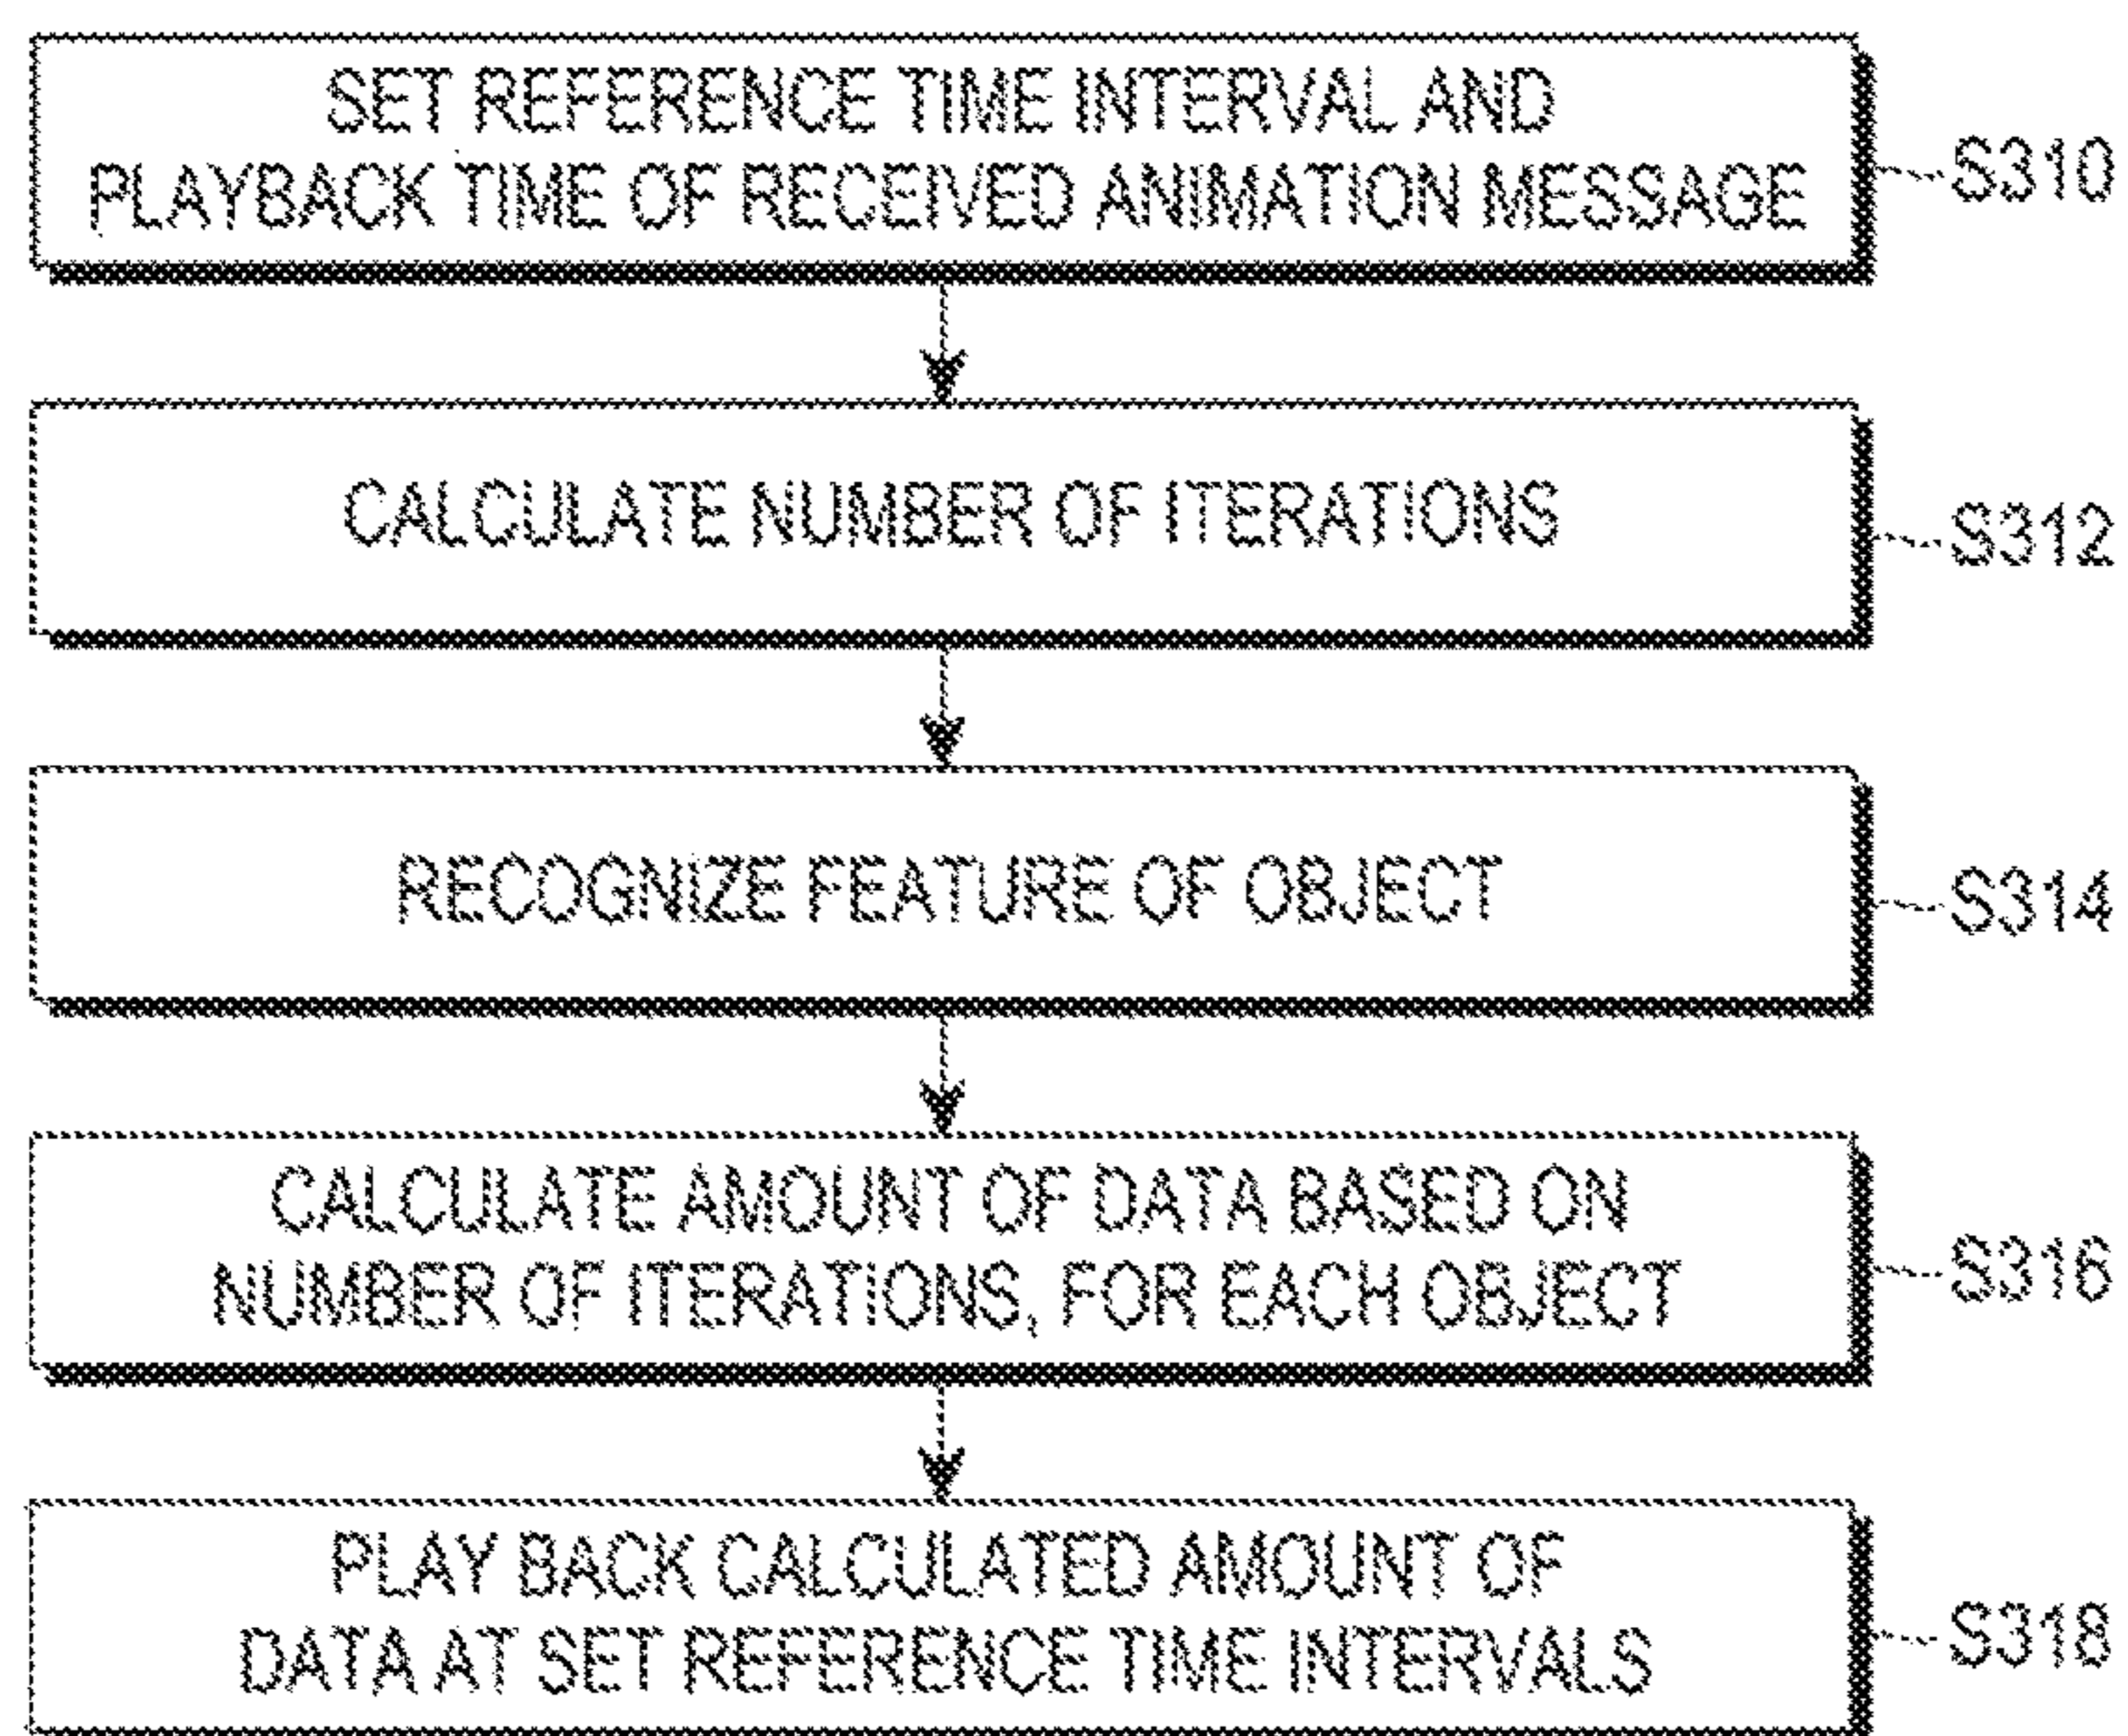 SET REFERENCE TIME INTERVAL AND
PLAYBACK TIME OF RECEIVED ANIMATION MESSAGE
S310
CALCULATE NUMBER OF ITERATIONS
S312
RECOGNIZE FEATURE OF OBJECT
S314
CALCULATE AMOUNT OF DATA BASED ON
NUMBER OF ITERATIONS, FOR EACH OBJECT
S316
PLAY BACK CALCULATED AMOUNT OF
DATA AT SET REFERENCE TIME INTERVALS
S318